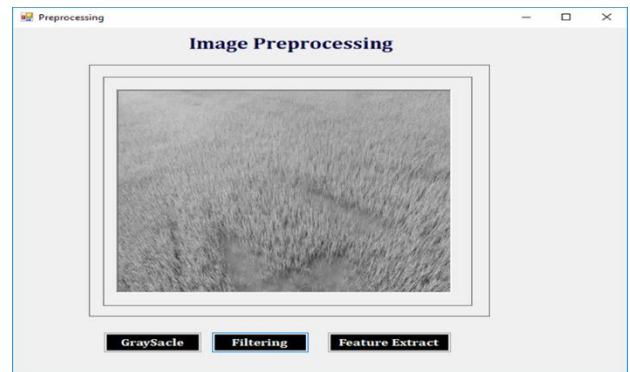 Preprocessing
Image Preprocessing
GraySacle Filtering Feature Extract